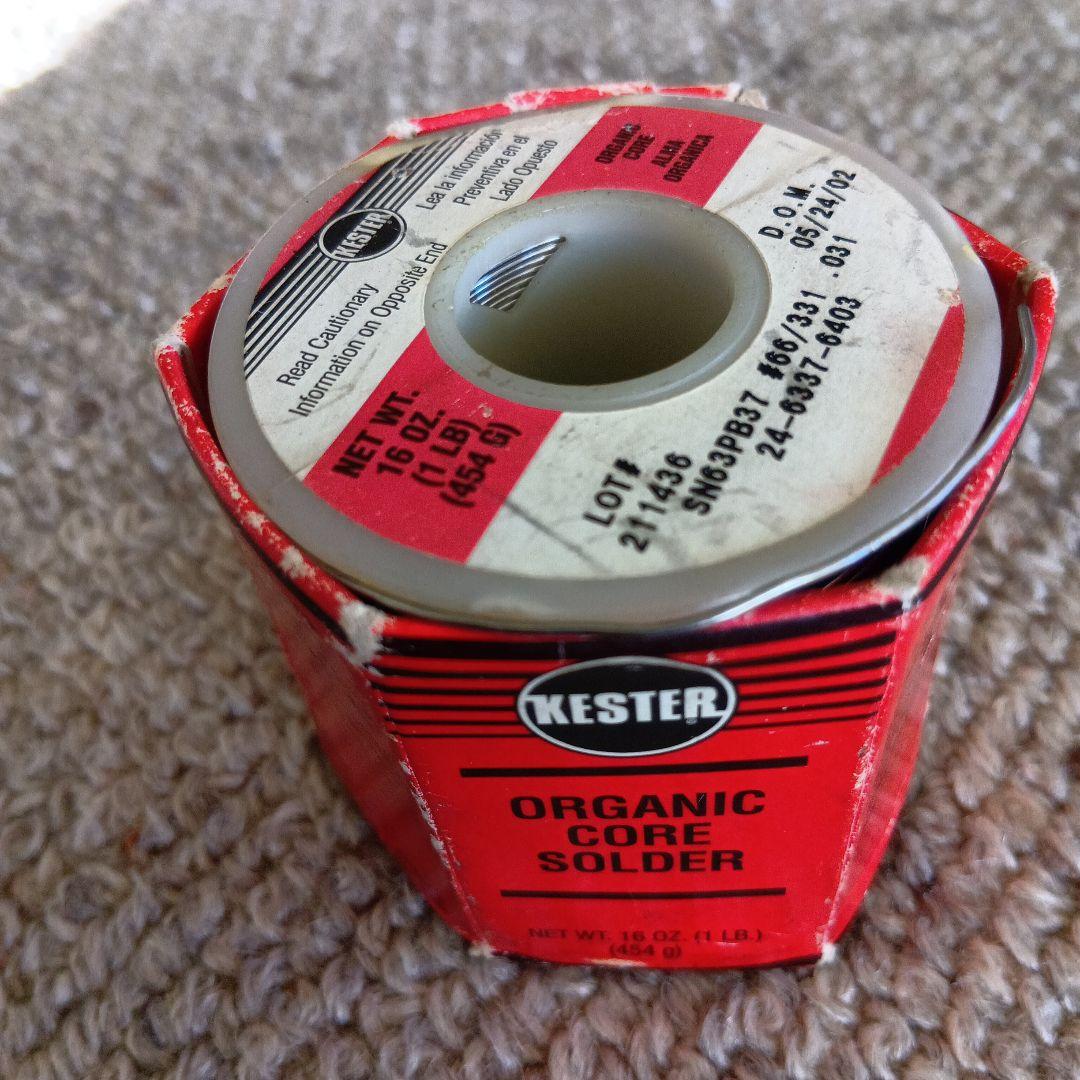 KESTER
Read Cautionary
Information on Opposite End
Lea la información
Preventiva en el
Lado Opuesto
ORGANIC
CORE
ALMA
ORGANICA
NET WT.
16 OZ.
(1 LB)
(454 G)
D.O.M.
05/24/02
LOT#
2111436
SN63PB37 #66/331 .031
24-6337-6403
KESTER
ORGANIC
CORE
SOLDER
NET WT. 16 OZ. (1 LB.)
(454 g)